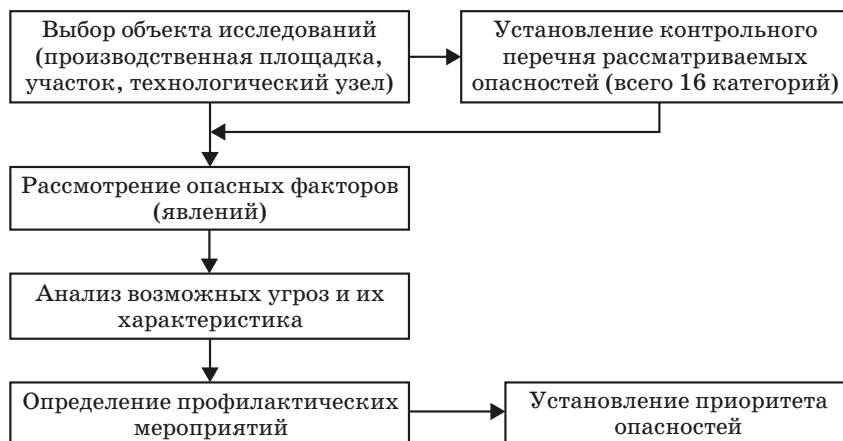 Выбор объекта исследований
(производственная площадка,
участок, технологический узел)
Установление контрольного
перечня рассматриваемых
опасностей (всего 16 категорий)
Рассмотрение опасных факторов
(явлений)
Анализ возможных угроз и их
характеристика
Определение профилактических
мероприятий
Установление приоритета
опасностей